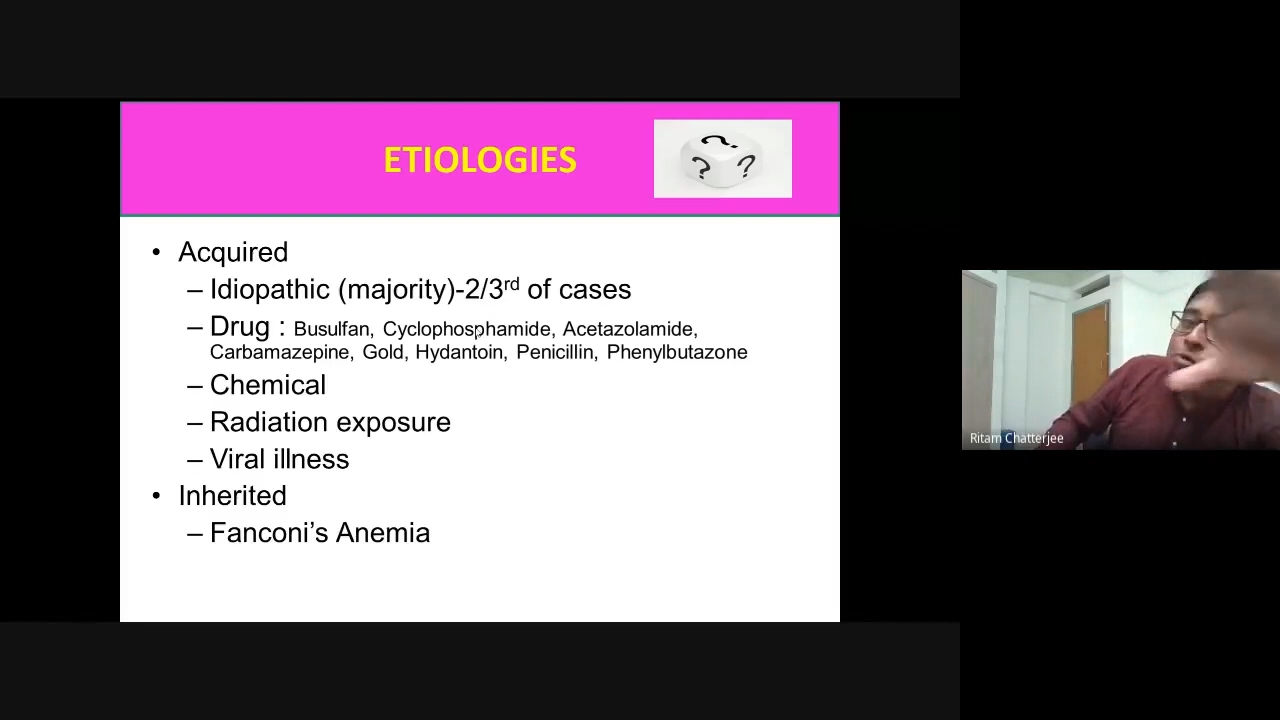 ETIOLOGIES
? ? ?
• Acquired
– Idiopathic (majority)-2/3rd of cases
– Drug : Busulfan, Cyclophosphamide, Acetazolamide,
Carbamazepine, Gold, Hydantoin, Penicillin, Phenylbutazone
– Chemical
– Radiation exposure
– Viral illness
• Inherited
– Fanconi’s Anemia
Ritam Chatterjee